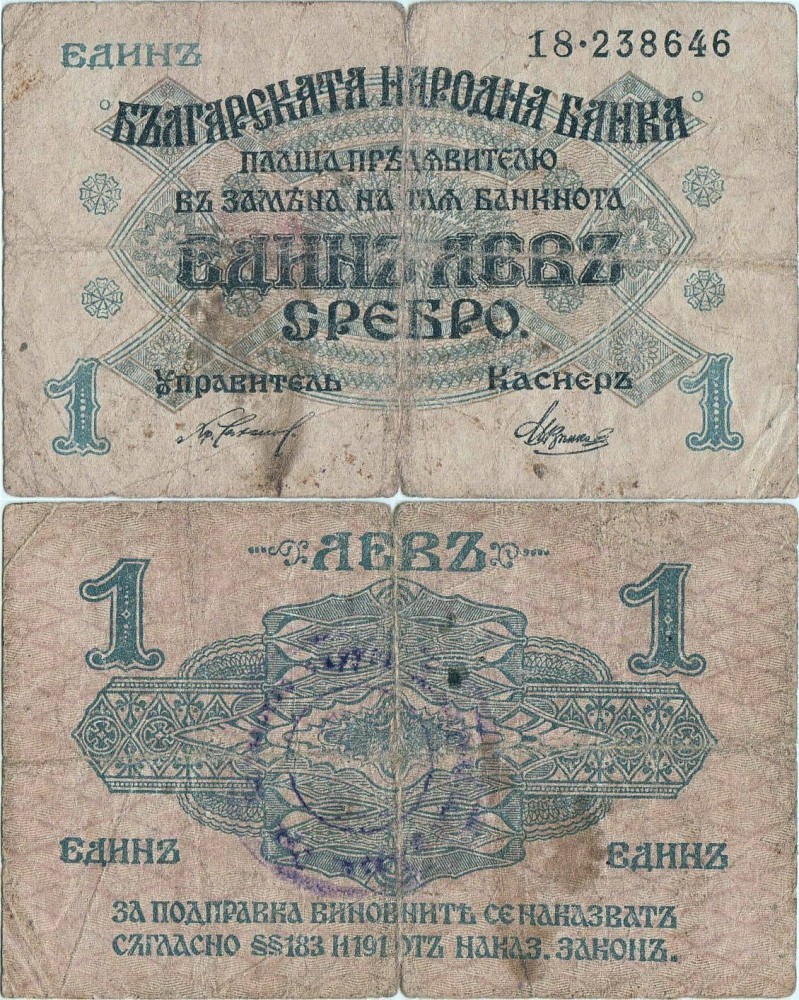 ЕДИНЪ
18·238646
БЪЛГАРСКАТА НАРОДНА БАНКА
ПЛАЩА ПРѢДЯВИТЕЛЮ
ВЪ ЗАМѢНА НА ТАЯ БАНКНОТА
ЕДИНЪ ЛЕВЪ
СРЕБРО.
УПРАВИТЕЛЬ
КАСИЕРЪ
1
1
ЛЕВЪ
1
1
ЕДИНЪ
ЕДИНЪ
ЗА ПОДПРАВКА ВИНОВНИТѢ СЕ НАКАЗВАТЪ
СЪГЛАСНО §§183 И 191 ОТЪ НАКАЗ. ЗАКОНЪ.